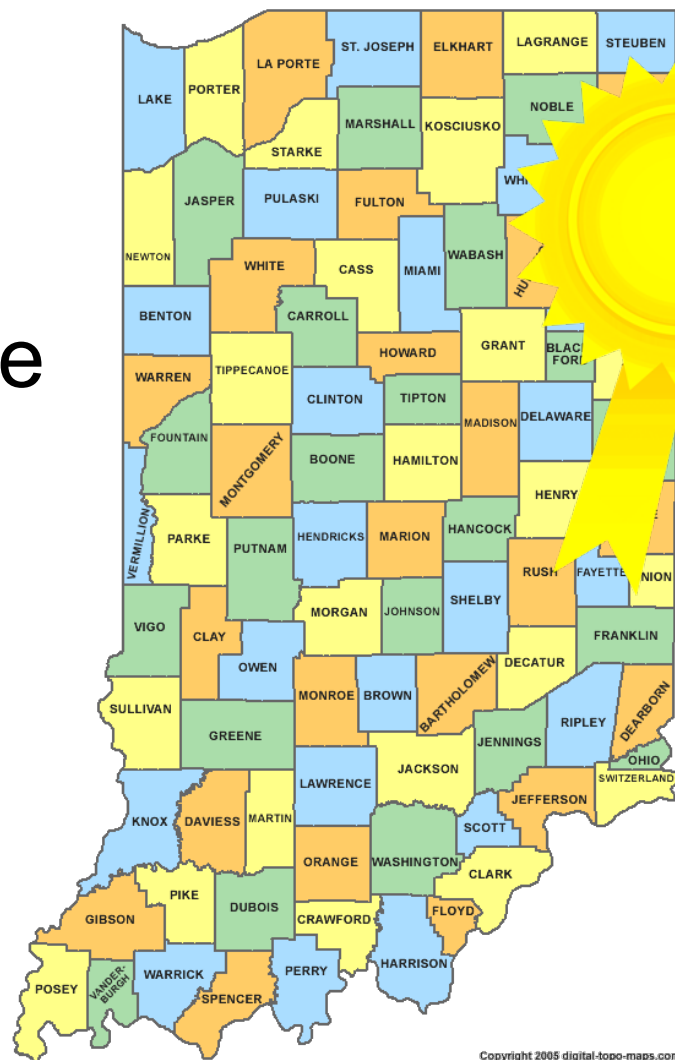 ST. JOSEPH
ELKHART
LAGRANGE
STEUBEN
LA PORTE
PORTER
LAKE
NOBLE
MARSHALL
KOSCIUSKO
STARKE
JASPER
PULASKI
FULTON
WABASH
NEWTON
WHITE
CASS
MIAMI
BENTON
CARROLL
GRANT
HOWARD
e
WARREN
TIPPECANOE
CLINTON
TIPTON
MADISON
DELAWARE
FOUNTAIN
MONTGOMERY
BOONE
HAMILTON
HENRY
VERMILLION
PARKE
PUTNAM
HENDRICKS
MARION
HANCOCK
RUSH
FAYETTE
NION
SHELBY
MORGAN
JOHNSON
VIGO
CLAY
FRANKLIN
OWEN
DECATUR
MONROE
BROWN
BARTHOLOMEW
SULLIVAN
GREENE
RIPLEY
DEARBORN
JENNINGS
OHIO
SWITZERLAND
LAWRENCE
JACKSON
JEFFERSON
KNOX
DAVIESS
MARTIN
SCOTT
ORANGE
WASHINGTON
CLARK
PIKE
DUBOIS
GIBSON
CRAWFORD
FLOYD
HARRISON
POSEY
VANDER-
BURGH
WARRICK
SPENCER
PERRY
Copyright 2005 digital-topo-maps.com